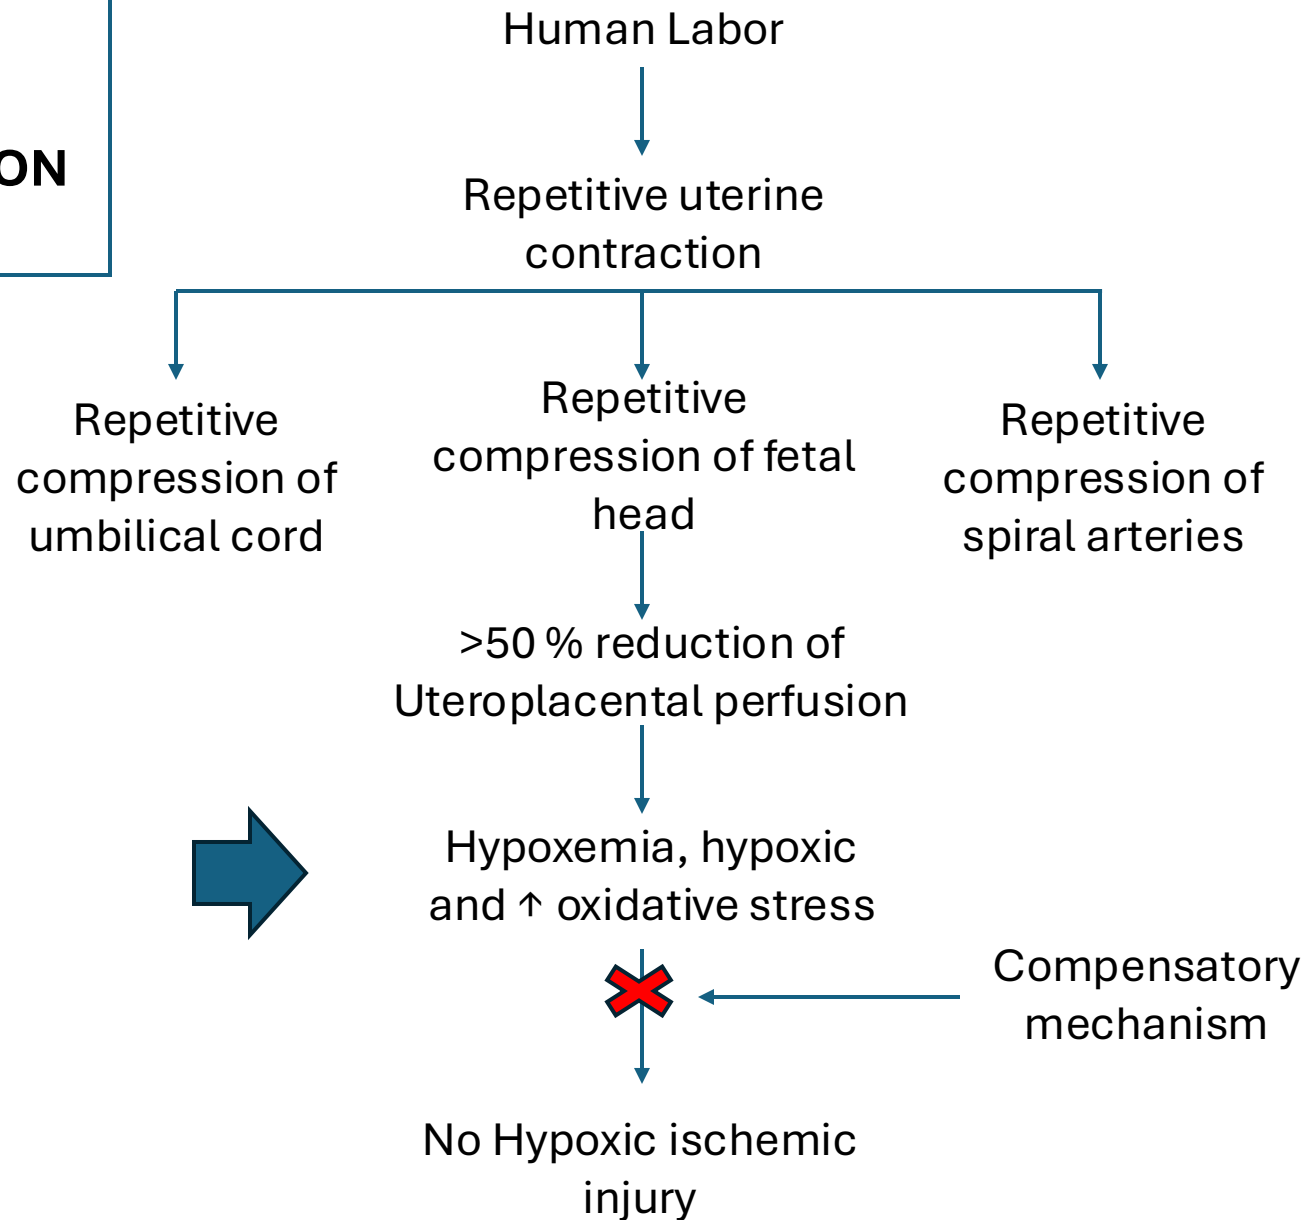 Human Labor
ON
Repetitive uterine
contraction
Repetitive
compression of
umbilical cord
Repetitive
compression of fetal
head
Repetitive
compression of
spiral arteries
>50 % reduction of
Uteroplacental perfusion
Hypoxemia, hypoxic
and ↑ oxidative stress
Compensatory
mechanism
No Hypoxic ischemic
injury